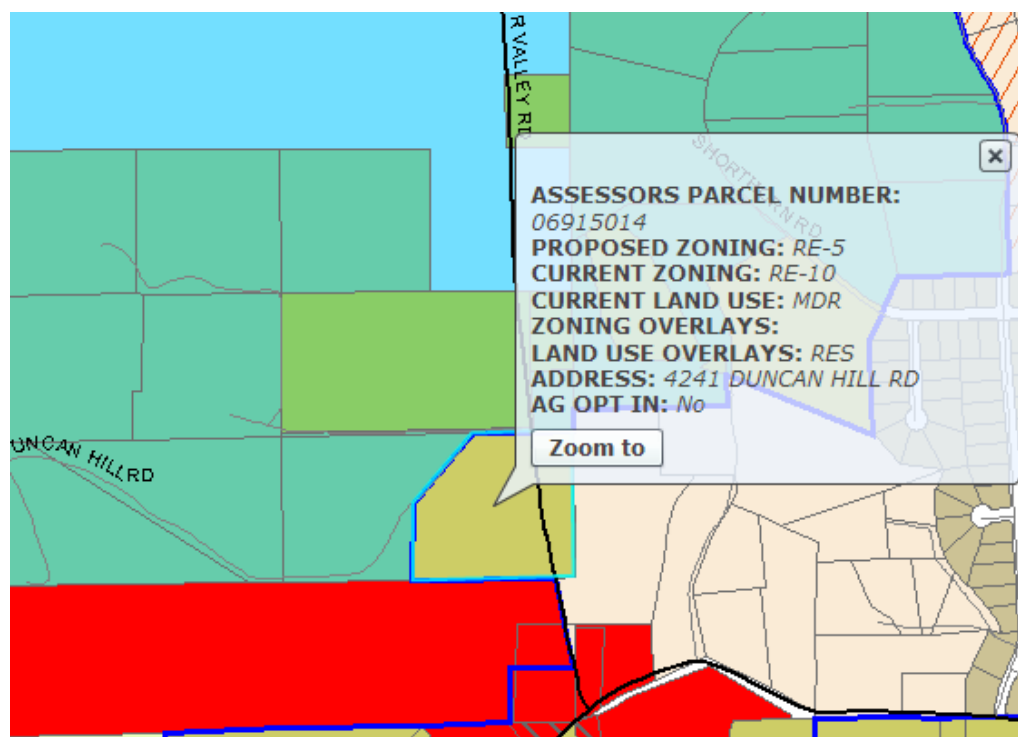 R VALLEY RD
SHORTHORN RD
×
ASSESSORS PARCEL NUMBER:
06915014
PROPOSED ZONING: RE-5
CURRENT ZONING: RE-10
CURRENT LAND USE: MDR
ZONING OVERLAYS:
LAND USE OVERLAYS: RES
ADDRESS: 4241 DUNCAN HILL RD
AG OPT IN: No
Zoom to
UNCAN HILL RD